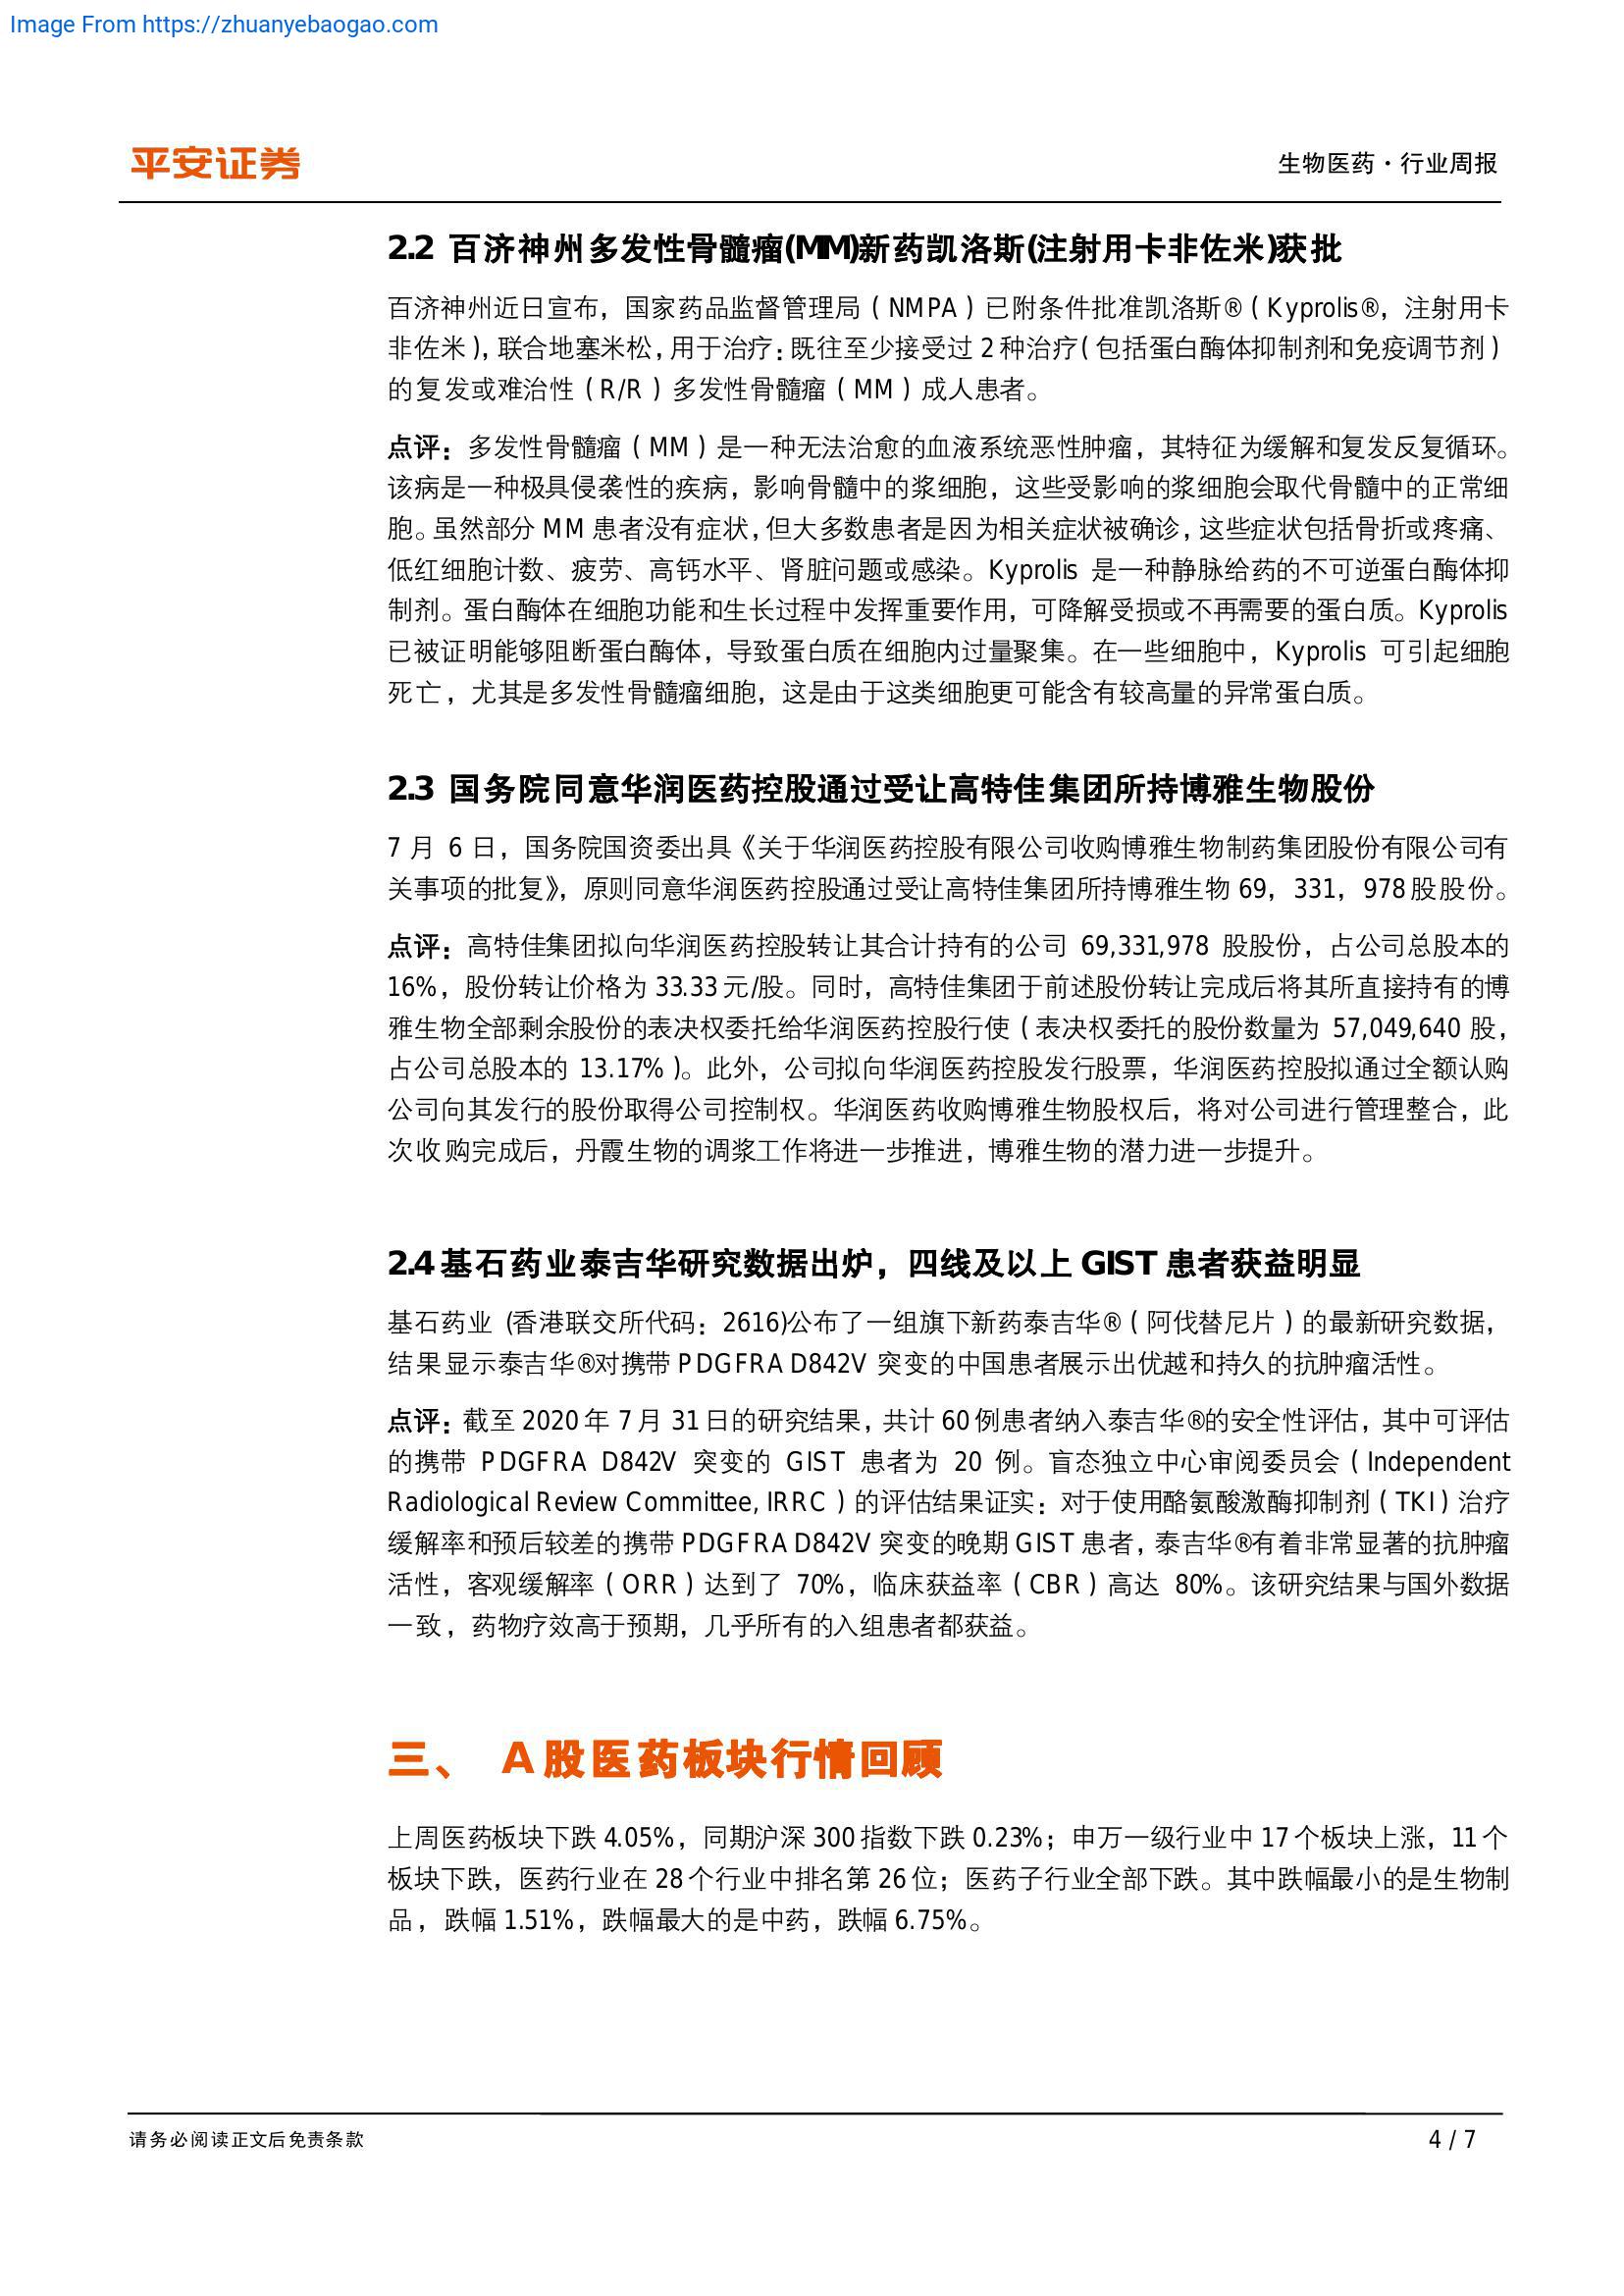 Image From https://zhuanyebaogao.com
平安证券
生物医药·行业周报
2.2 百济神州多发性骨髓瘤(MM)新药凯洛斯(注射用卡非佐米)获批
百济神州近日宣布，国家药品监督管理局（NMPA）已附条件批准凯洛斯®（Kyprolis®，注射用卡
非佐米），联合地塞米松，用于治疗：既往至少接受过 2 种治疗（包括蛋白酶体抑制剂和免疫调节剂）
的复发或难治性（R/R）多发性骨髓瘤（MM）成人患者。
点评：多发性骨髓瘤（MM）是一种无法治愈的血液系统恶性肿瘤，其特征为缓解和复发反复循环。
该病是一种极具侵袭性的疾病，影响骨髓中的浆细胞，这些受影响的浆细胞会取代骨髓中的正常细
胞。虽然部分 MM 患者没有症状，但大多数患者是因为相关症状被确诊，这些症状包括骨折或疼痛、
低红细胞计数、疲劳、高钙水平、肾脏问题或感染。Kyprolis 是一种静脉给药的不可逆蛋白酶体抑
制剂。蛋白酶体在细胞功能和生长过程中发挥重要作用，可降解受损或不再需要的蛋白质。Kyprolis
已被证明能够阻断蛋白酶体，导致蛋白质在细胞内过量聚集。在一些细胞中，Kyprolis 可引起细胞
死亡，尤其是多发性骨髓瘤细胞，这是由于这类细胞更可能含有较高量的异常蛋白质。
2.3 国务院同意华润医药控股通过受让高特佳集团所持博雅生物股份
7 月 6 日，国务院国资委出具《关于华润医药控股有限公司收购博雅生物制药集团股份有限公司有
关事项的批复》，原则同意华润医药控股通过受让高特佳集团所持博雅生物 69，331，978 股股份。
点评：高特佳集团拟向华润医药控股转让其合计持有的公司 69,331,978 股股份，占公司总股本的
16%，股份转让价格为 33.33 元/股。同时，高特佳集团于前述股份转让完成后将其所直接持有的博
雅生物全部剩余股份的表决权委托给华润医药控股行使（表决权委托的股份数量为 57,049,640 股，
占公司总股本的 13.17%）。此外，公司拟向华润医药控股发行股票，华润医药控股拟通过全额认购
公司向其发行的股份取得公司控制权。华润医药收购博雅生物股权后，将对公司进行管理整合，此
次收购完成后，丹霞生物的调浆工作将进一步推进，博雅生物的潜力进一步提升。
2.4 基石药业泰吉华研究数据出炉，四线及以上 GIST 患者获益明显
基石药业 (香港联交所代码：2616)公布了一组旗下新药泰吉华®（阿伐替尼片）的最新研究数据，
结果显示泰吉华®对携带 PDGFRA D842V 突变的中国患者展示出优越和持久的抗肿瘤活性。
点评：截至 2020 年 7 月 31 日的研究结果，共计 60 例患者纳入泰吉华®的安全性评估，其中可评估
的携带 PDGFRA D842V 突变的 GIST 患者为 20 例。盲态独立中心审阅委员会（Independent
Radiological Review Committee, IRRC）的评估结果证实：对于使用酪氨酸激酶抑制剂（TKI）治疗
缓解率和预后较差的携带 PDGFRA D842V 突变的晚期 GIST 患者，泰吉华®有着非常显著的抗肿瘤
活性，客观缓解率（ORR）达到了 70%，临床获益率（CBR）高达 80%。该研究结果与国外数据
一致，药物疗效高于预期，几乎所有的入组患者都获益。
三、 A 股医药板块行情回顾
上周医药板块下跌 4.05%，同期沪深 300 指数下跌 0.23%；申万一级行业中 17 个板块上涨，11 个
板块下跌，医药行业在 28 个行业中排名第 26 位；医药子行业全部下跌。其中跌幅最小的是生物制
品，跌幅 1.51%，跌幅最大的是中药，跌幅 6.75%。
请务必阅读正文后免责条款
4 / 7